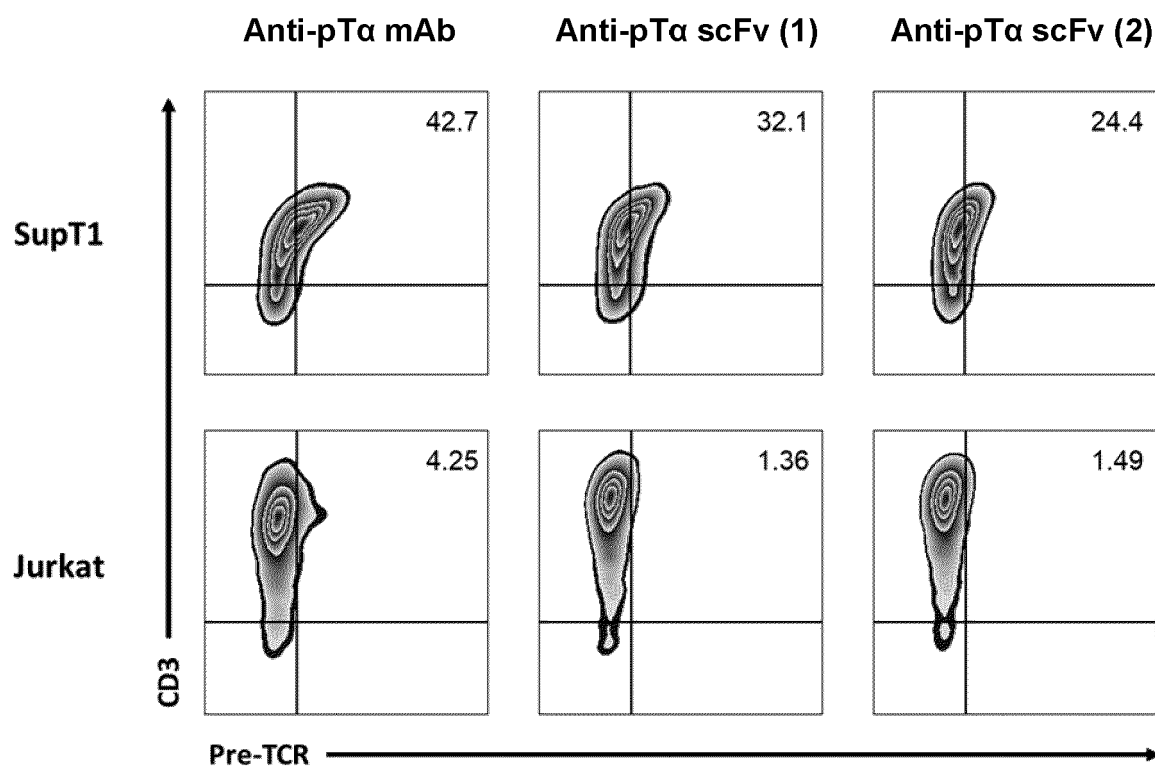 Anti-pTα mAb Anti-pTα scFv (1) Anti-pTα scFv (2)
42.7 32.1 24.4
SupT1
4.25 1.36 1.49
Jurkat
CD3
Pre-TCR